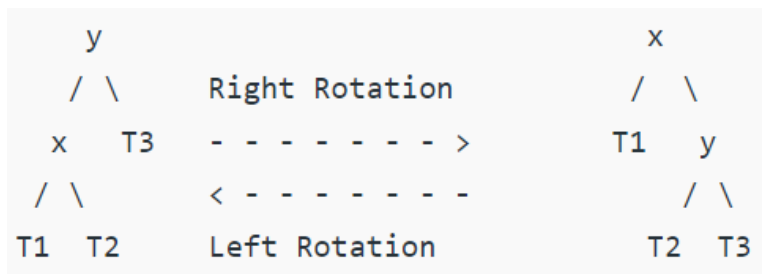 y x
/ \ Right Rotation / \
x T3 - - - - - - - > T1 y
/ \ < - - - - - - - / \
T1 T2 Left Rotation T2 T3